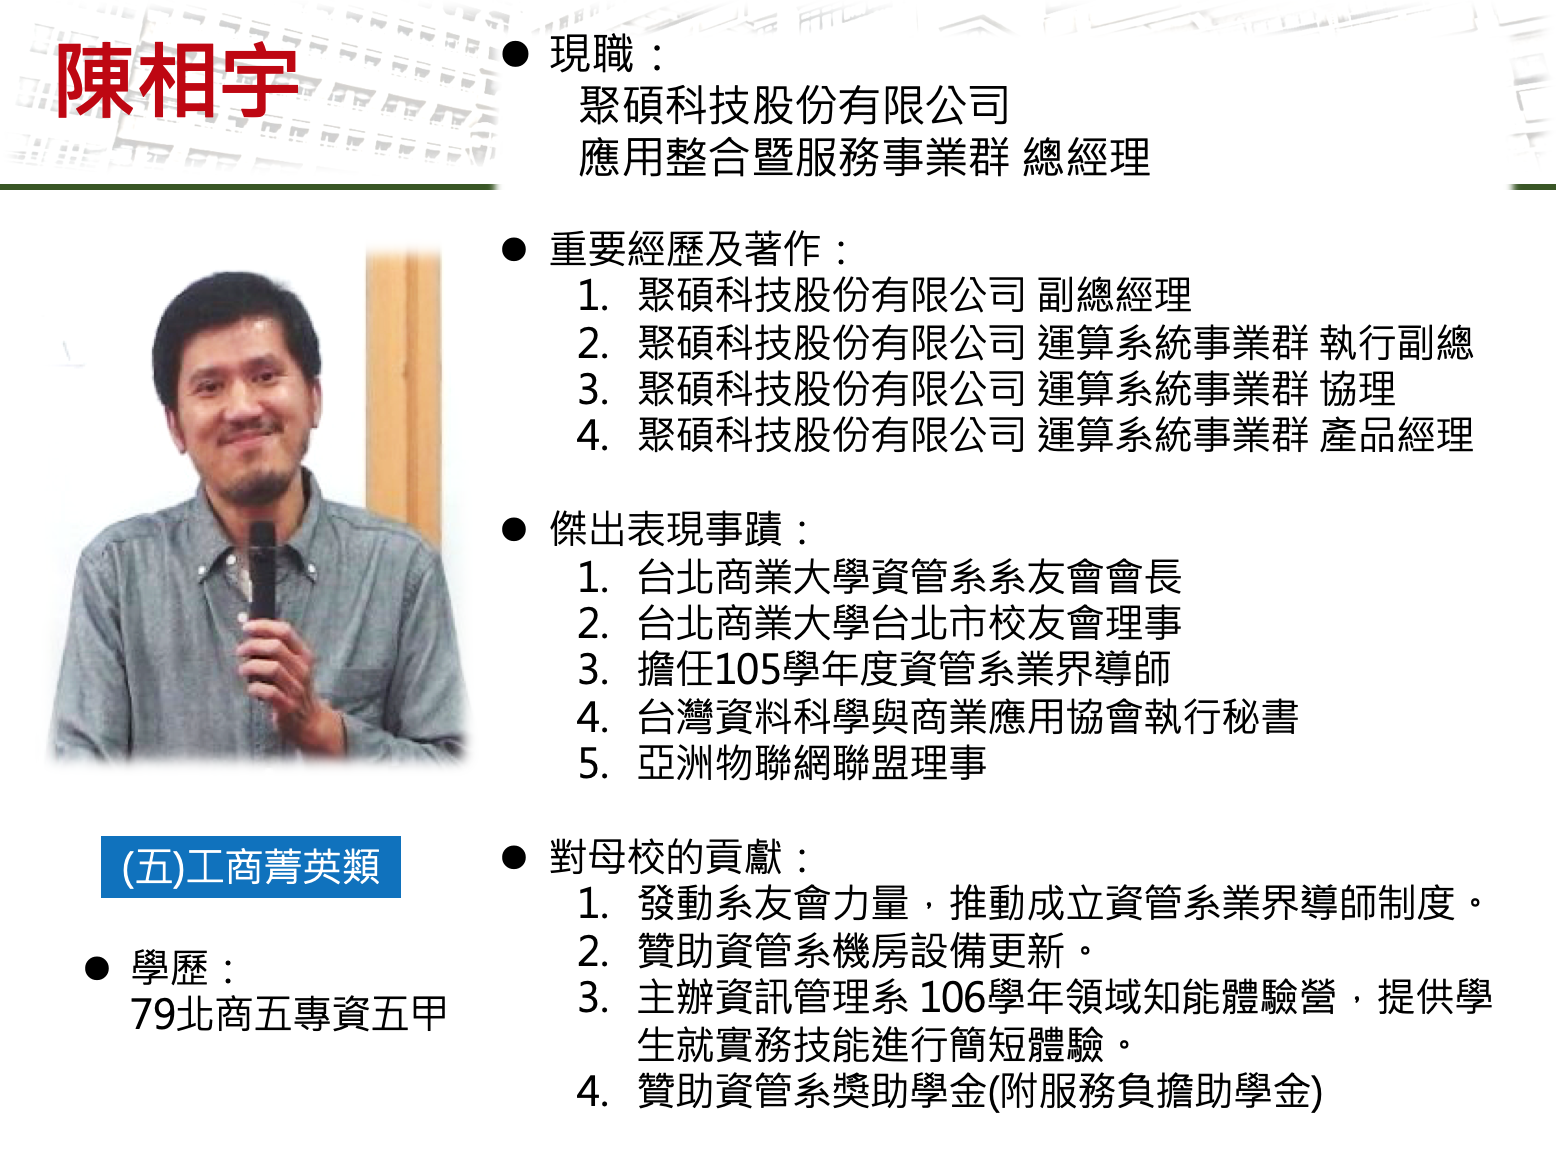 陳相宇
(五)工商菁英類
● 學歷：
79北商五專資五甲
● 現職：
聚碩科技股份有限公司
應用整合暨服務事業群 總經理
● 重要經歷及著作：
1. 聚碩科技股份有限公司 副總經理
2. 聚碩科技股份有限公司 運算系統事業群 執行副總
3. 聚碩科技股份有限公司 運算系統事業群 協理
4. 聚碩科技股份有限公司 運算系統事業群 產品經理
● 傑出表現事蹟：
1. 台北商業大學資管系系友會會長
2. 台北商業大學台北市校友會理事
3. 擔任105學年度資管系業界導師
4. 台灣資料科學與商業應用協會執行秘書
5. 亞洲物聯網聯盟理事
● 對母校的貢獻：
1. 發動系友會力量，推動成立資管系業界導師制度。
2. 贊助資管系機房設備更新。
3. 主辦資訊管理系 106學年領域知能體驗營，提供學
生就實務技能進行簡短體驗。
4. 贊助資管系獎助學金(附服務負擔助學金)